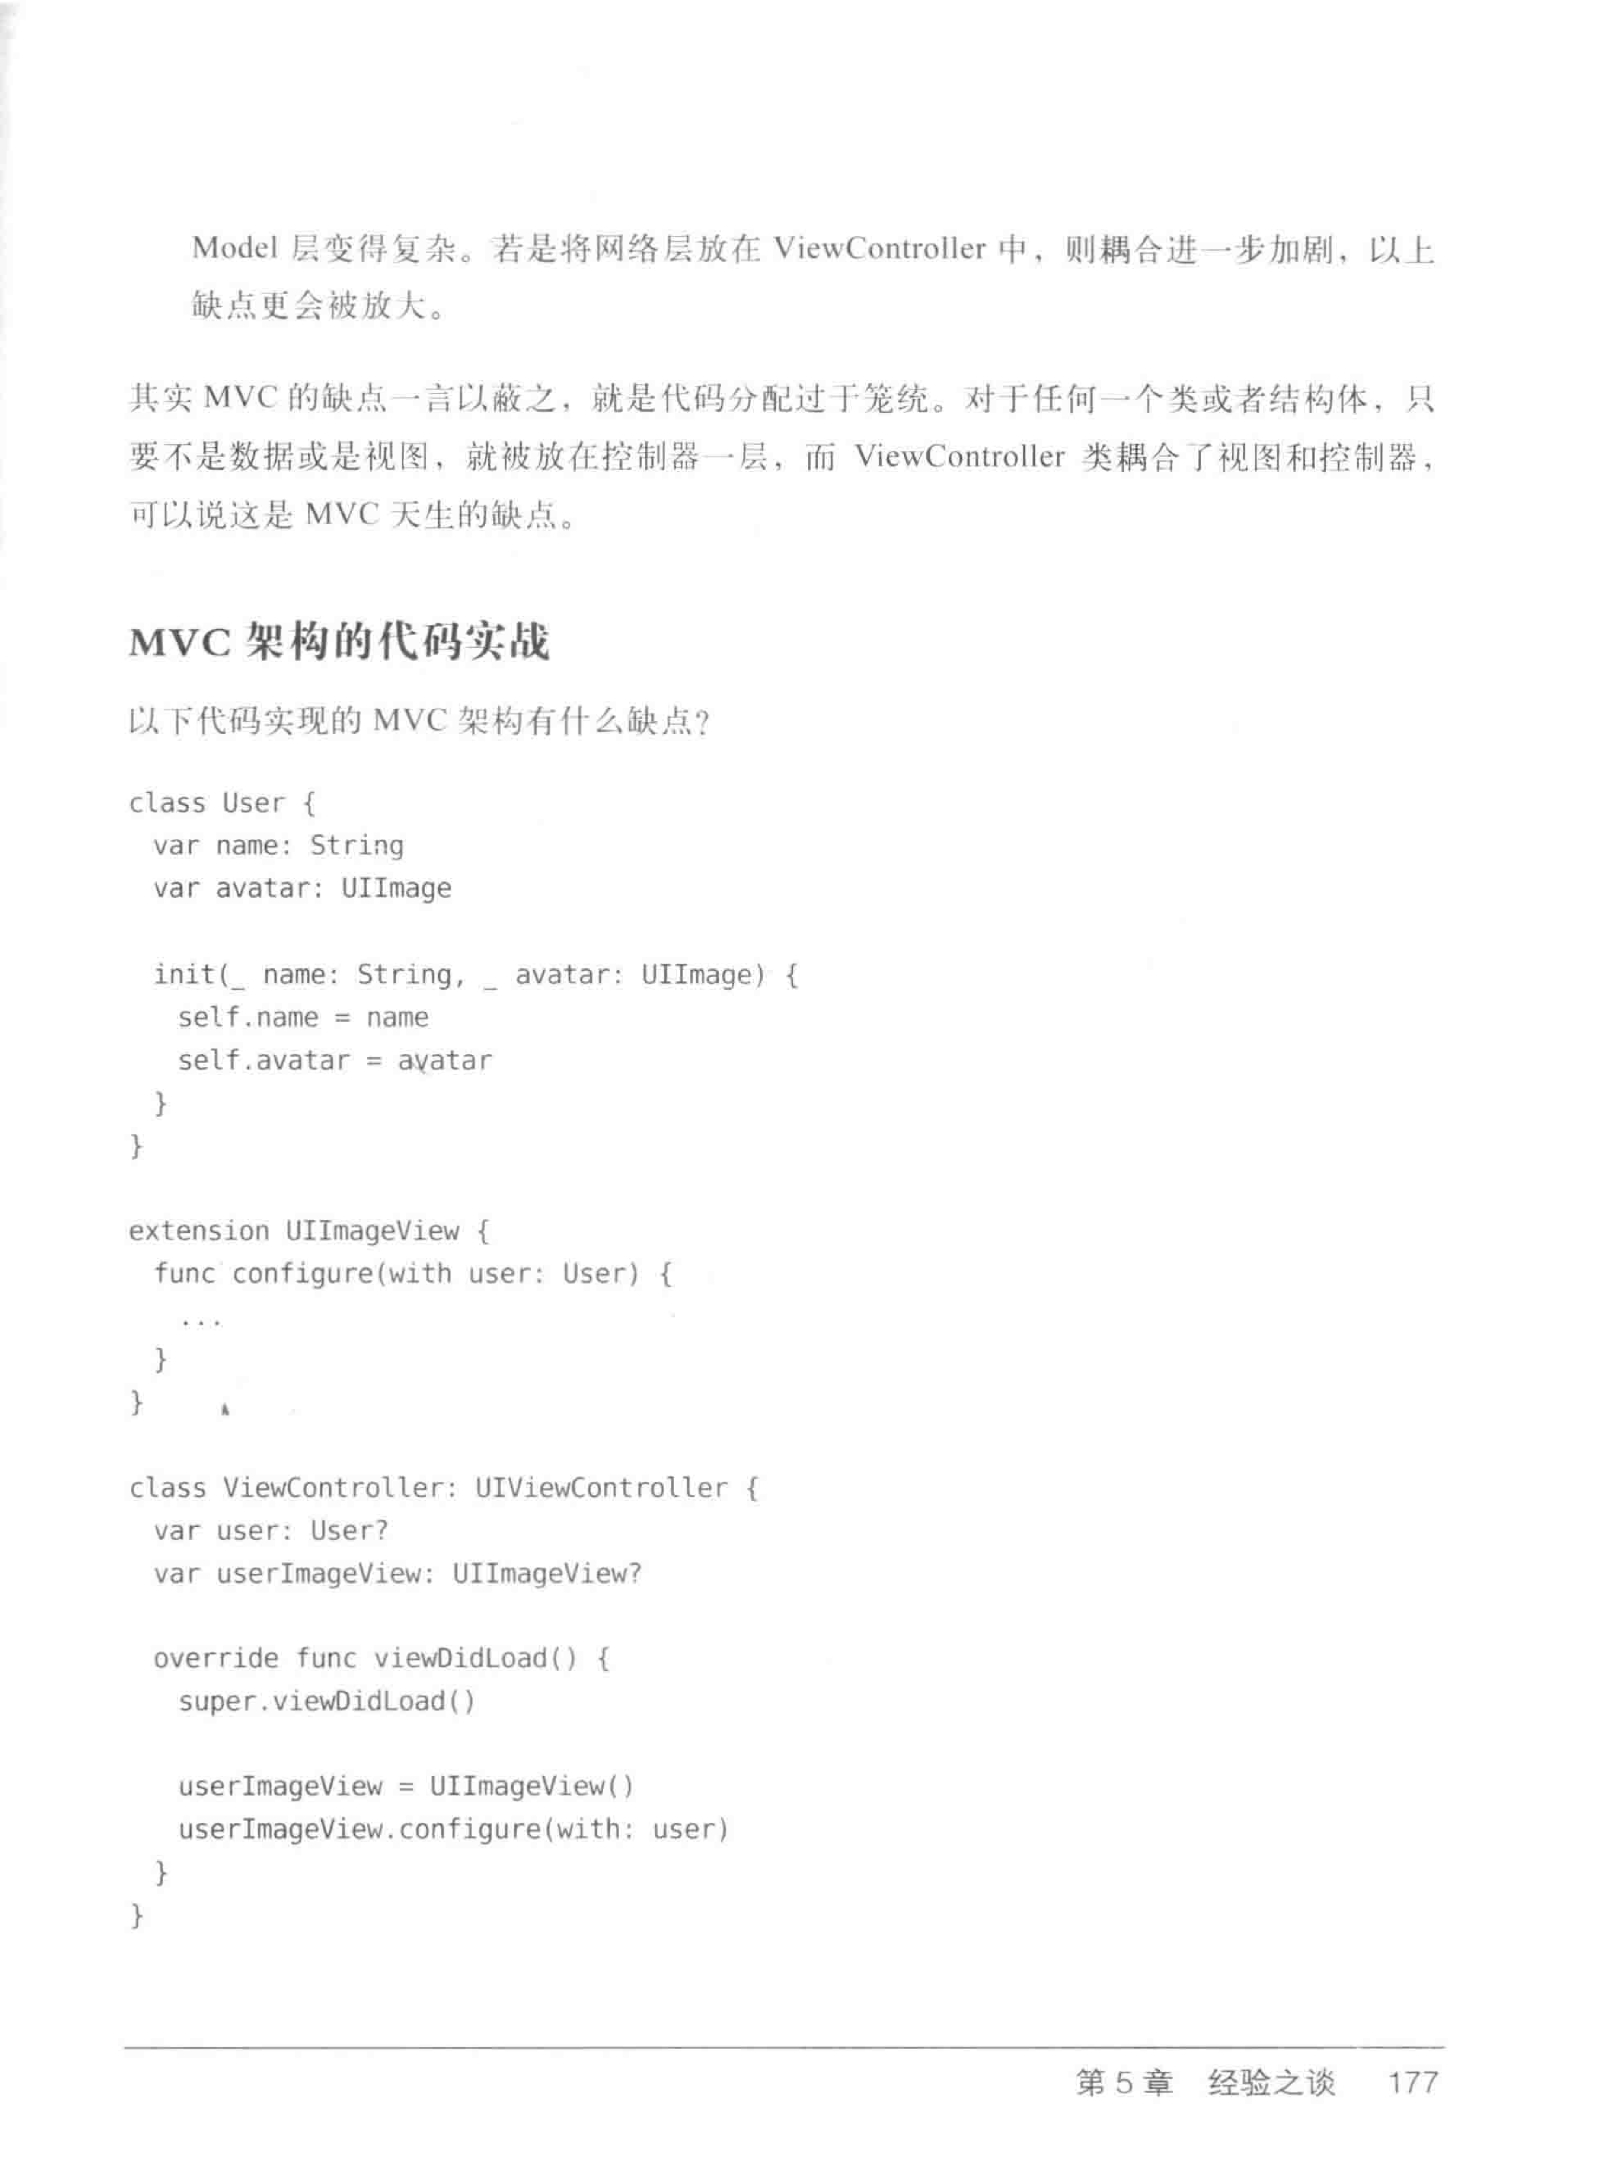 Model 层变得复杂。若是将网络层放在 ViewController 中，则耦合进一步加剧，以上
缺点更会被放大。
其实 MVC 的缺点一言以蔽之，就是代码分配过于笼统。对于任何一个类或者结构体，只
要不是数据或是视图，就被放在控制器一层，而 ViewController 类耦合了视图和控制器，
可以说这是 MVC 天生的缺点。
MVC 架构的代码实战
以下代码实现的 MVC 架构有什么缺点？
class User {
  var name: String
  var avatar: UIImage
  init(_ name: String, _ avatar: UIImage) {
    self.name = name
    self.avatar = avatar
  }
}
extension UIImageView {
  func configure(with user: User) {
    ...
  }
}
class ViewController: UIViewController {
  var user: User?
  var userImageView: UIImageView?
  override func viewDidLoad() {
    super.viewDidLoad()
    userImageView = UIImageView()
    userImageView.configure(with: user)
  }
}
第 5 章 经验之谈 177